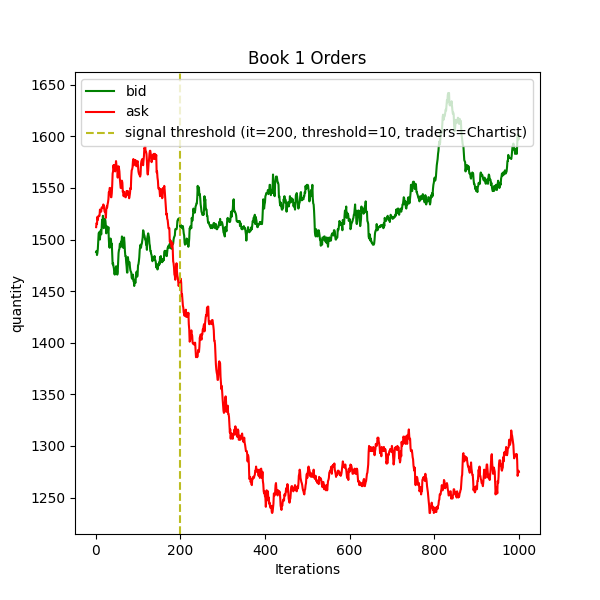 Book 1 Orders
bid
ask
signal threshold (it=200, threshold=10, traders=Chartist)
quantity
1650
1600
1550
1500
1450
1400
1350
1300
1250
0 200 400 600 800 1000
Iterations